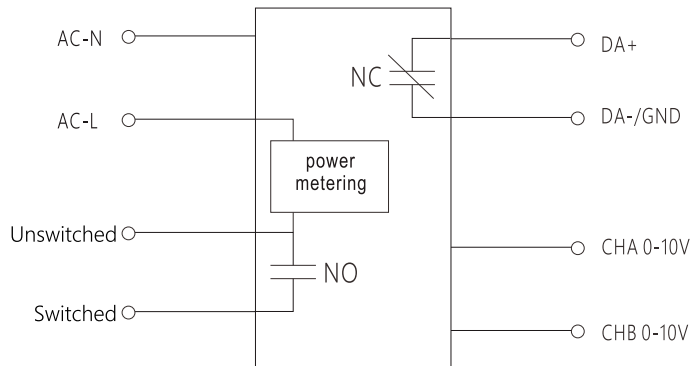 AC-N
AC-L
Unswitched
Switched
power
metering
NO
NC
DA+
DA-/GND
CHA 0-10V
CHB 0-10V